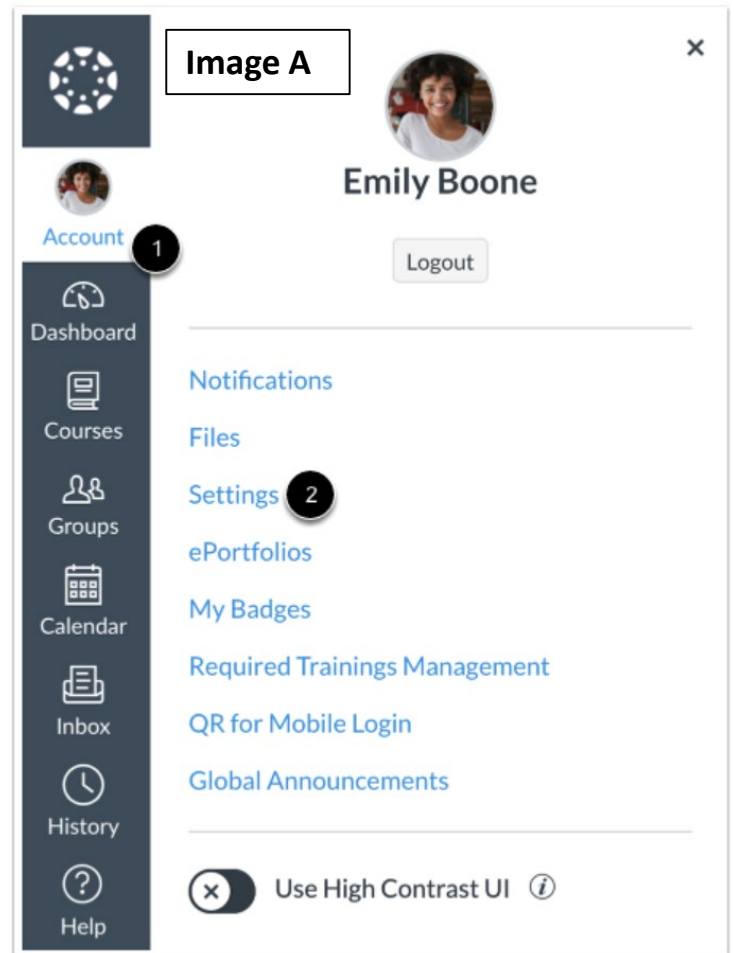 Image A
Emily Boone
Account
1
Logout
Dashboard
Courses
Groups
Calendar
Inbox
History
Help
Notifications
Files
Settings 2
ePortfolios
My Badges
Required Trainings Management
QR for Mobile Login
Global Announcements
Use High Contrast UI i